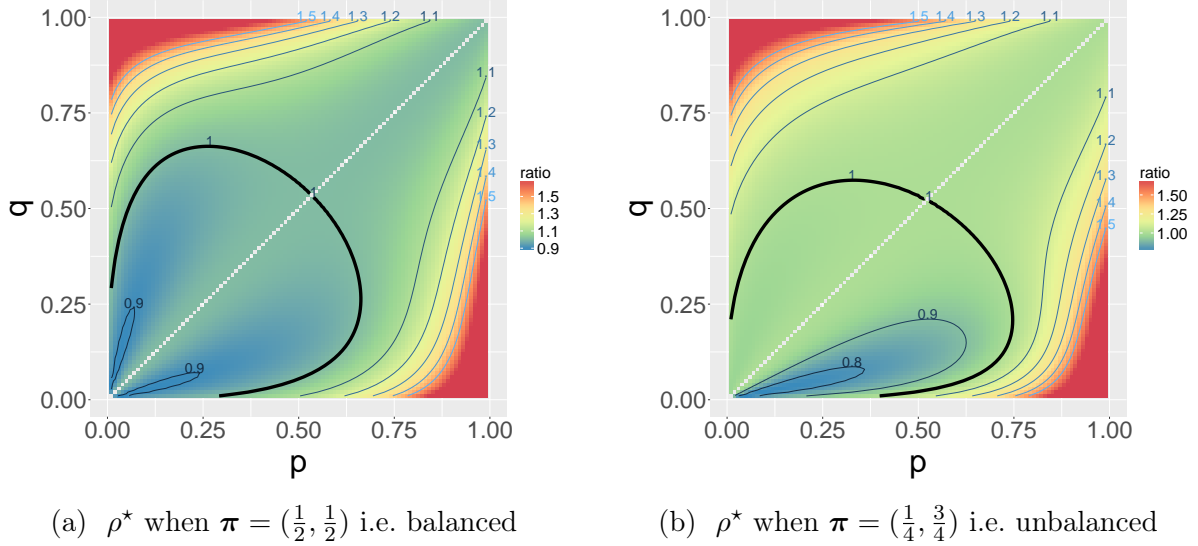 1.00
0.75
0.50
0.25
0.00
q
1.5 1.4 1.3 1.2 1.1
1.1
1.2
1.3
1.4
1.5
1
1
0.9
0.9
0.00 0.25 0.50 0.75 1.00
p
ratio
1.5
1.3
1.1
0.9
(a) ρ⋆ when π = (1/2, 1/2) i.e. balanced
1.00
0.75
0.50
0.25
0.00
q
1.5 1.4 1.3 1.2 1.1
1.1
1.2
1.3
1.4
1.5
1
1
0.9
0.8
0.00 0.25 0.50 0.75 1.00
p
ratio
1.50
1.25
1.00
(b) ρ⋆ when π = (1/4, 3/4) i.e. unbalanced